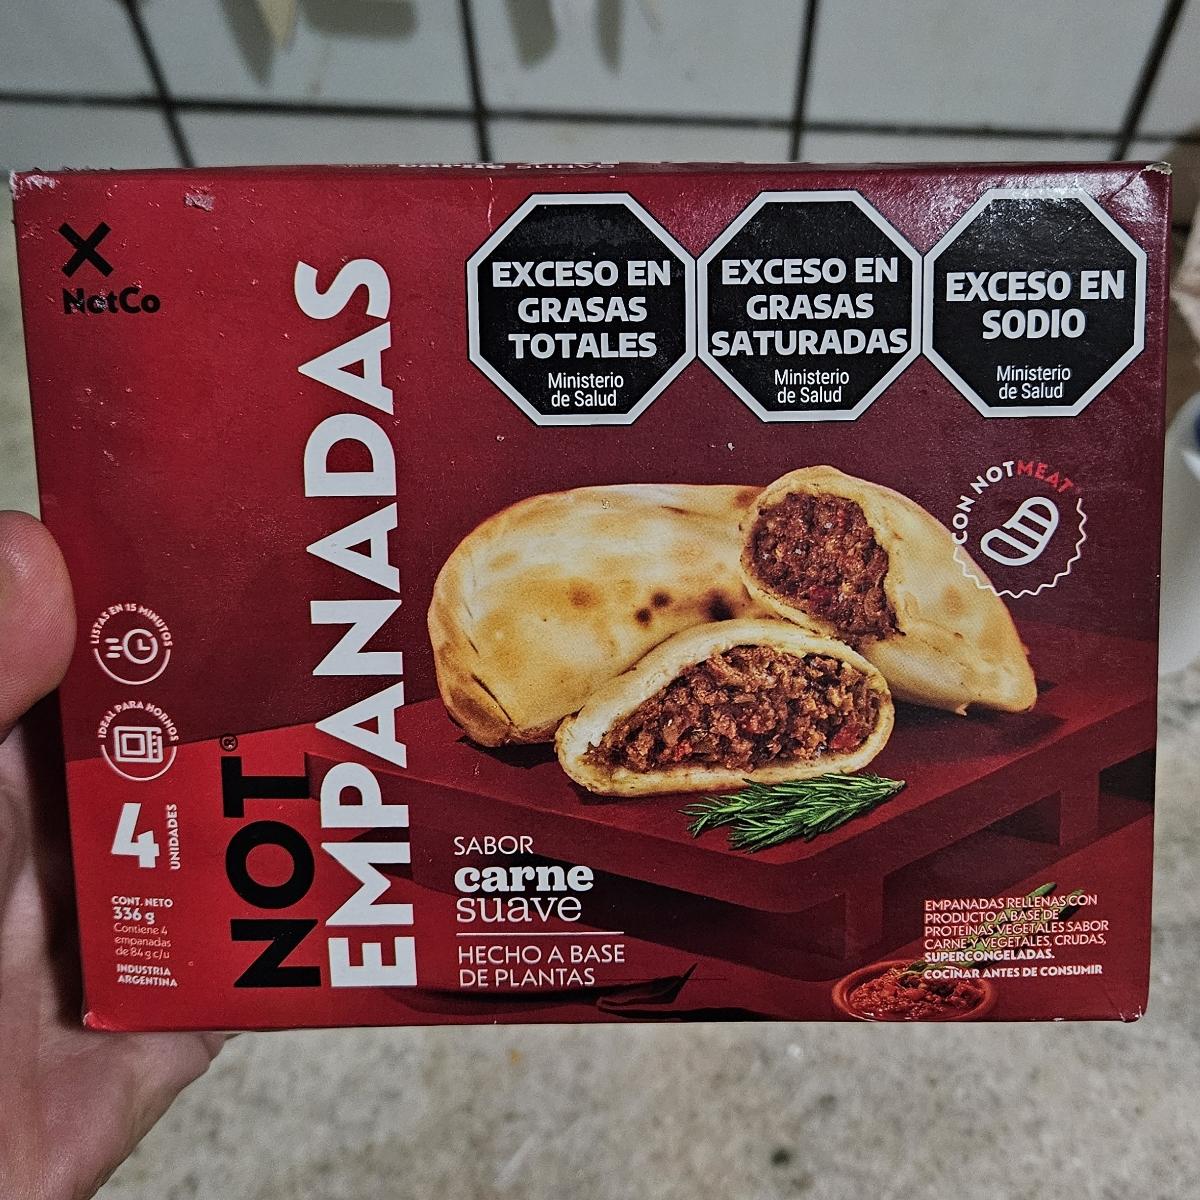 NotCo
EXCESO EN
GRASAS
TOTALES
Ministerio
de Salud
EXCESO EN
GRASAS
SATURADAS
Ministerio
de Salud
EXCESO EN
SODIO
Ministerio
de Salud
CON NOTMEAT
NOT®
EMPANADAS
LISTAS EN 15 MINUTOS
IDEAL PARA HORNOS
4
UNIDADES
CONT. NETO
336 g
Contiene 4
empanadas
de 84 g c/u
INDUSTRIA
ARGENTINA
SABOR
carne
suave
HECHO A BASE
DE PLANTAS
EMPANADAS RELLENAS CON
PRODUCTO A BASE DE
PROTEÍNAS VEGETALES SABOR
CARNE Y VEGETALES, CRUDAS,
SUPERCONGELADAS.
COCINAR ANTES DE CONSUMIR